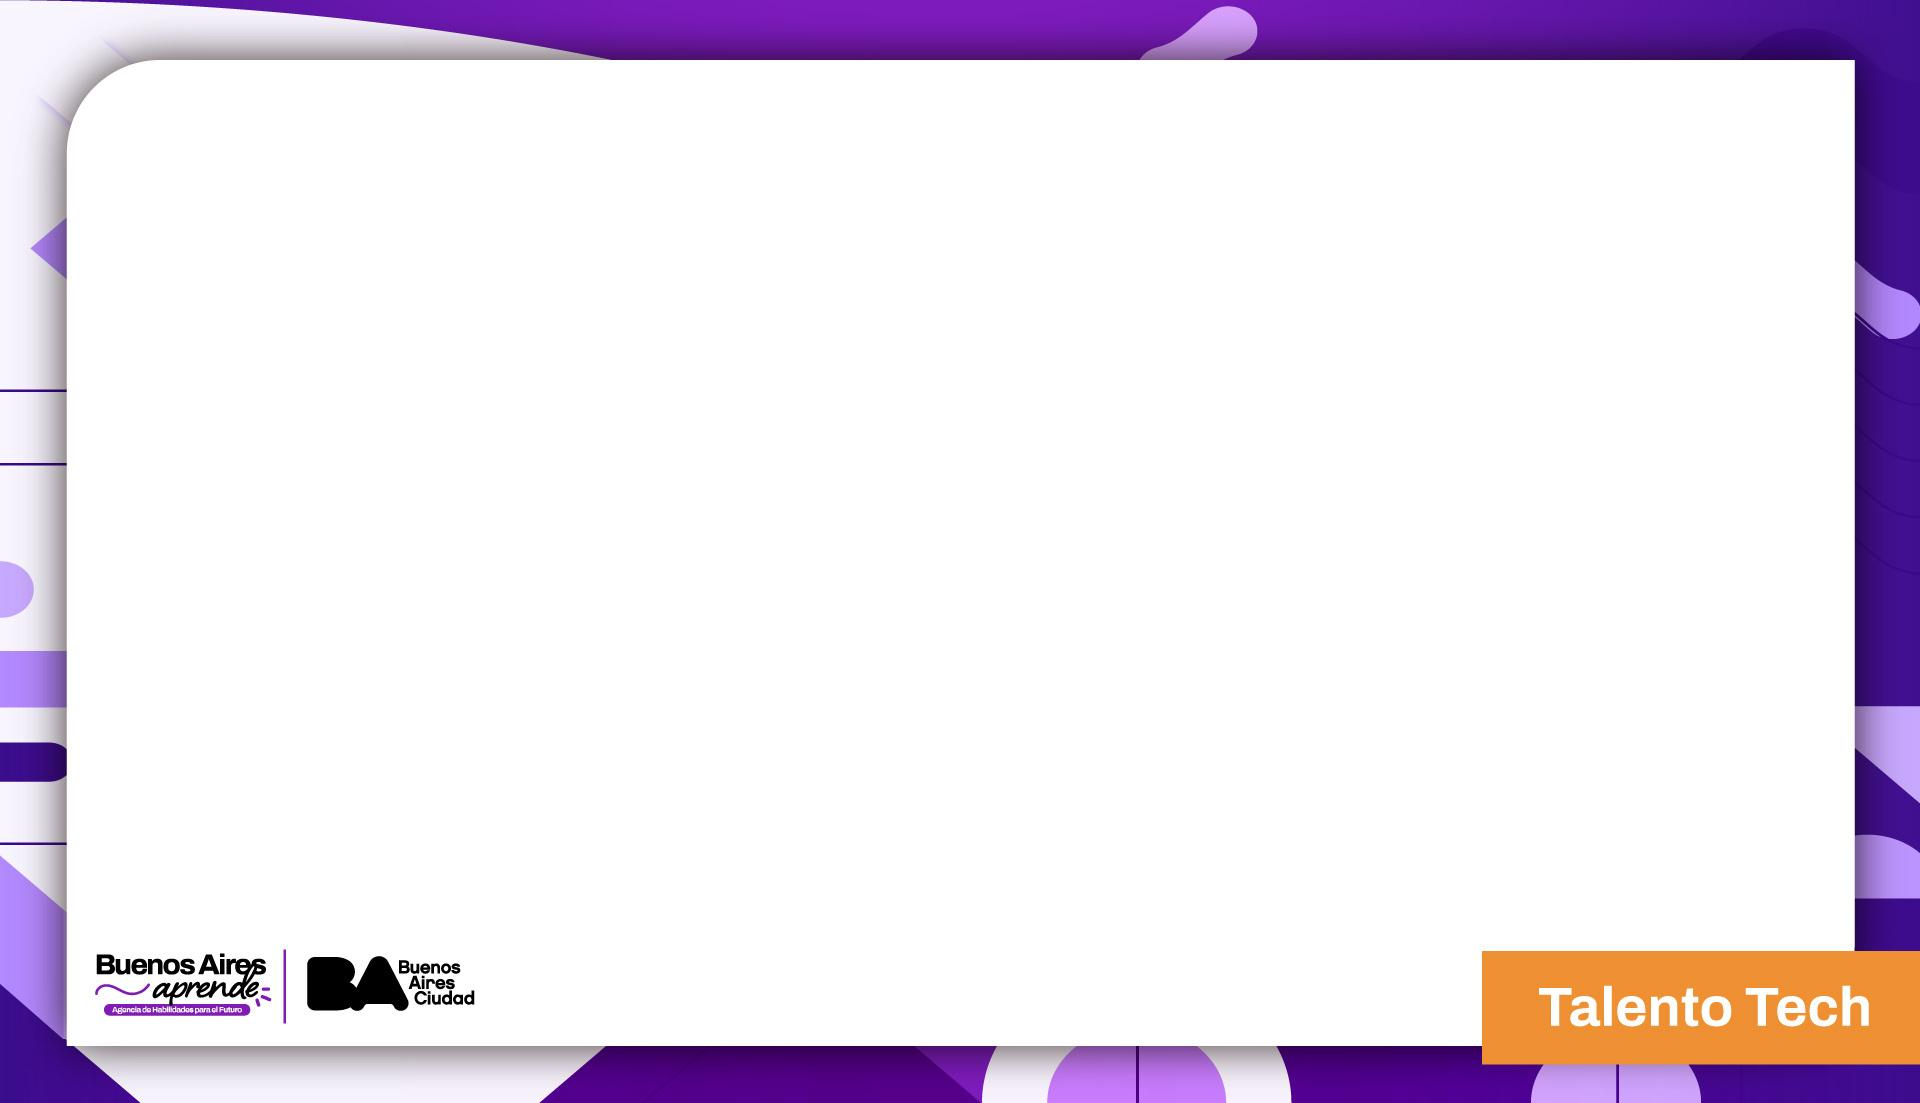 Buenos Aires
aprende
Agencia de Habilidades para el Futuro
BA
Buenos
Aires
Ciudad
Talento Tech